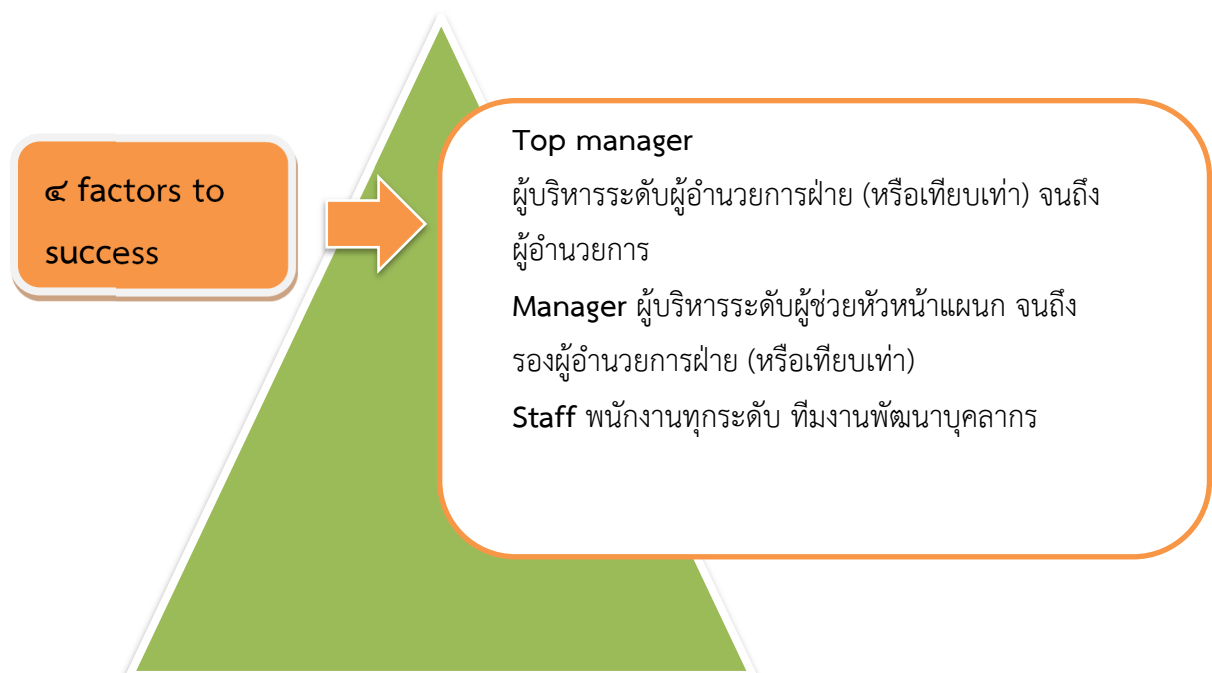 ๔ factors to
success
Top manager
ผู้บริหารระดับผู้อำนวยการฝ่าย (หรือเทียบเท่า) จนถึง
ผู้อำนวยการ
Manager ผู้บริหารระดับผู้ช่วยหัวหน้าแผนก จนถึง
รองผู้อำนวยการฝ่าย (หรือเทียบเท่า)
Staff พนักงานทุกระดับ ทีมงานพัฒนาบุคลากร